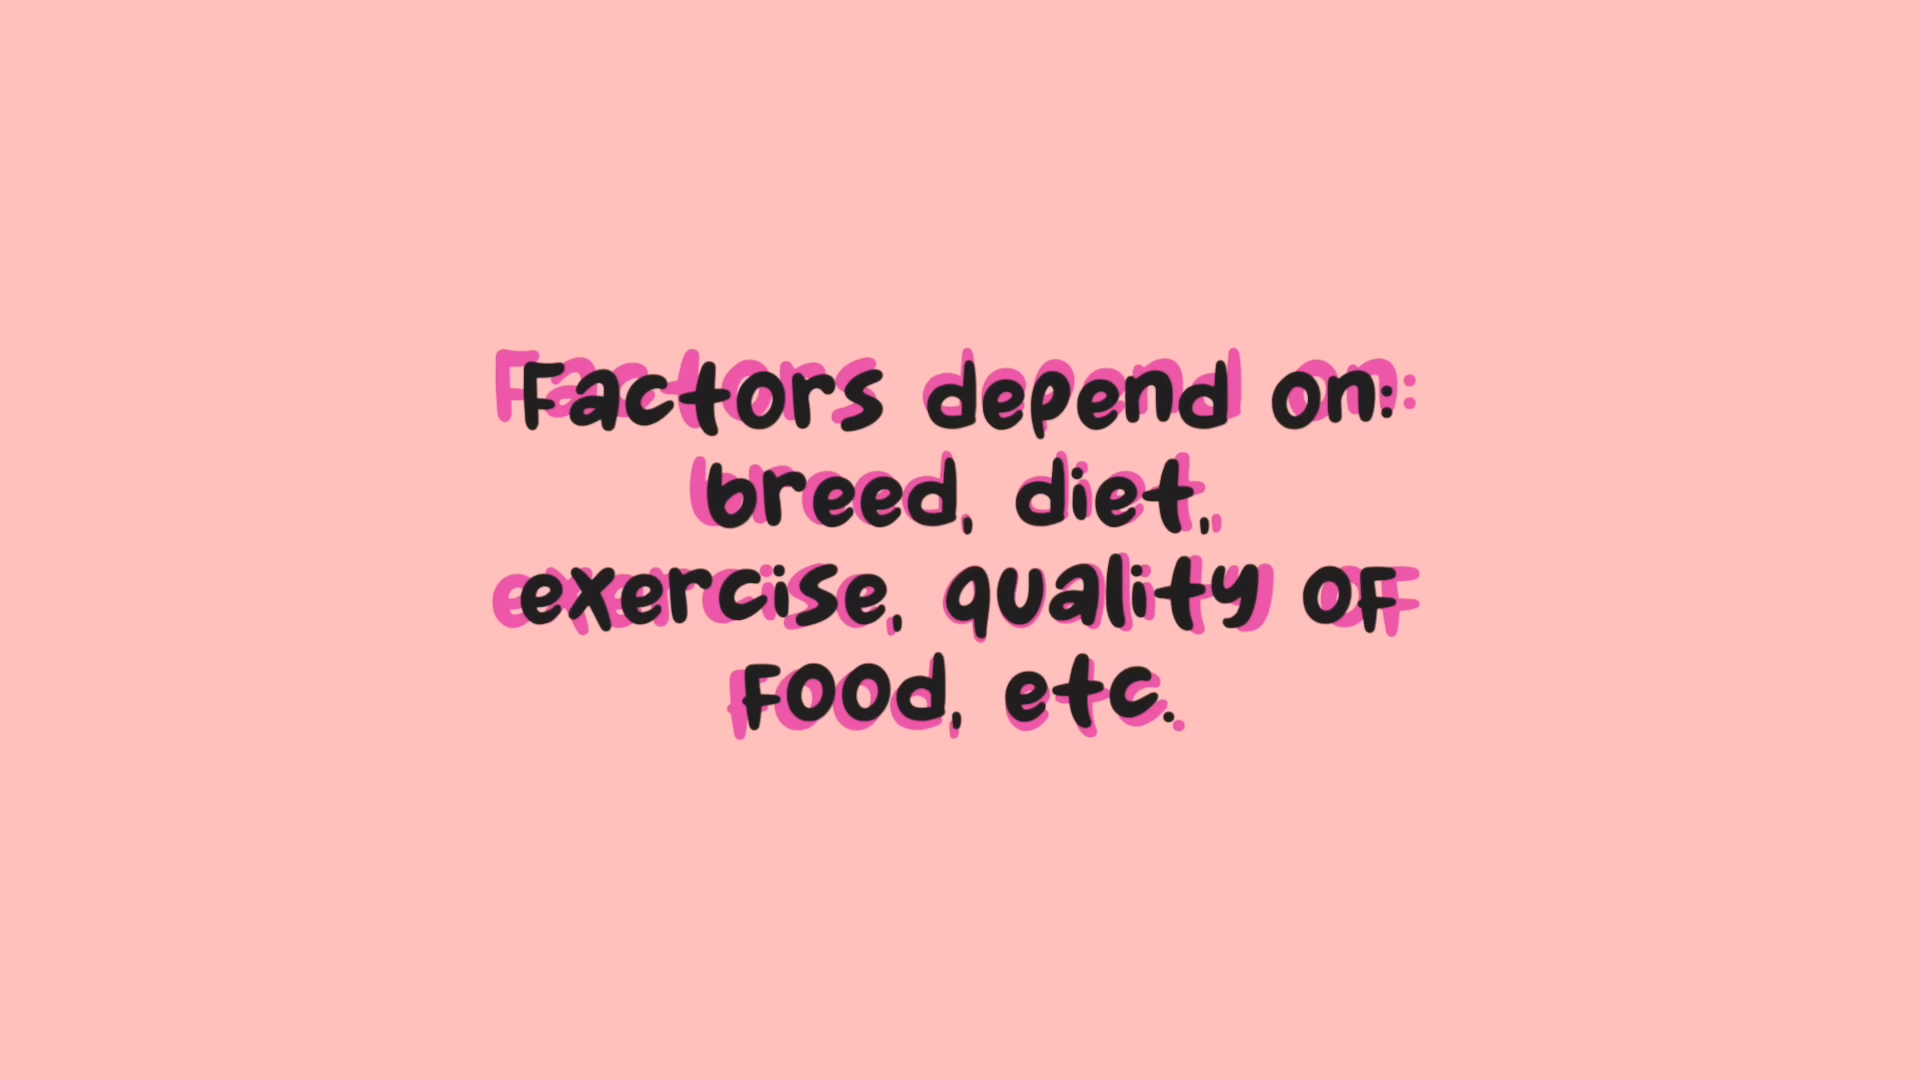 Factors depend on:
breed, diet,
exercise, quality of
food, etc.